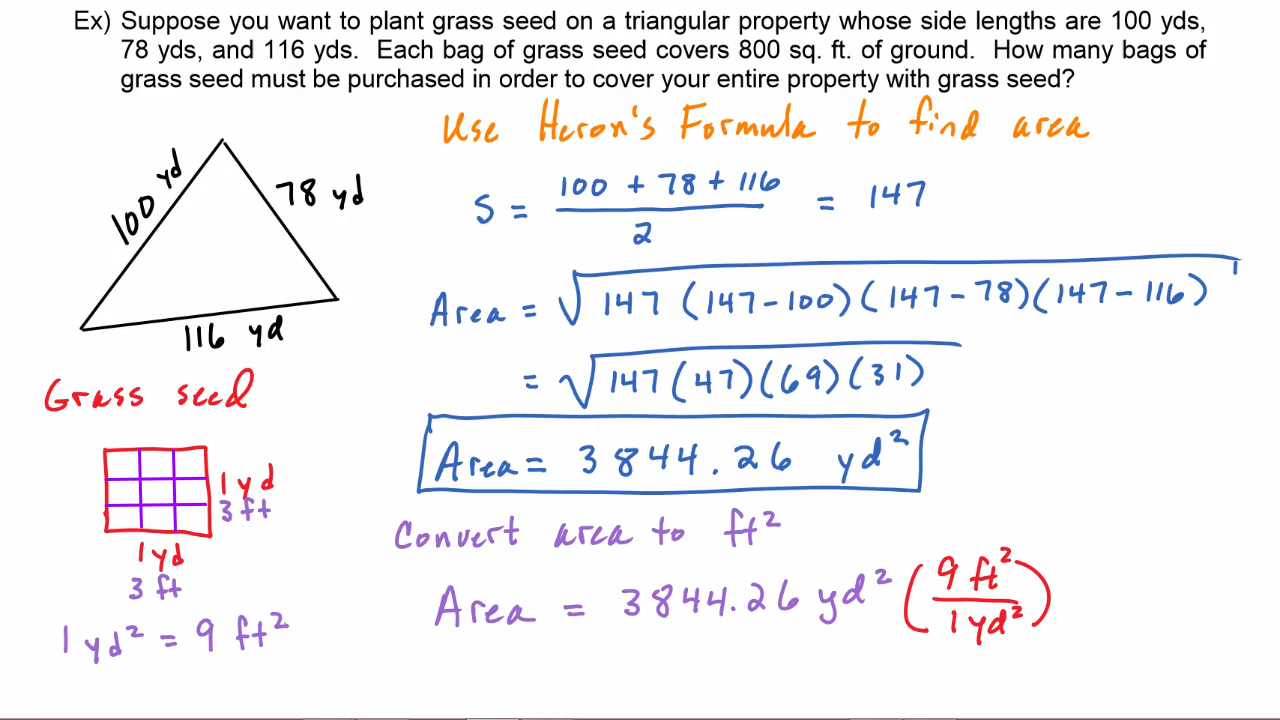 Ex) Suppose you want to plant grass seed on a triangular property whose side lengths are 100 yds,
78 yds, and 116 yds. Each bag of grass seed covers 800 sq. ft. of ground. How many bags of
grass seed must be purchased in order to cover your entire property with grass seed?
Use Heron's Formula to find area
100 yd
78 yd
116 yd
S = (100 + 78 + 116)/2 = 147
Area = √(147 (147-100)(147-78)(147-116))
= √(147(47)(69)(31))
Area = 3844.26 yd²
Grass seed
1 yd
3 ft
1 yd
3 ft
1 yd² = 9 ft²
Convert area to ft²
Area = 3844.26 yd² (9 ft²/1 yd²)